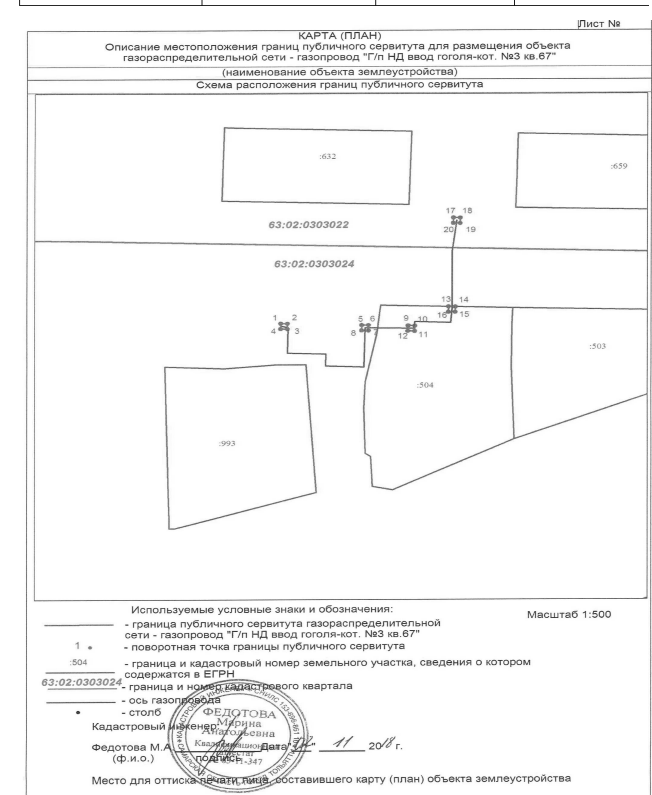 Лист №
КАРТА (ПЛАН)
Описание местоположения границ публичного сервитута для размещения объекта
газораспределительной сети - газопровод "Г/п НД ввод гоголя-кот. №3 кв.67"
(наименование объекта землеустройства)
Схема расположения границ публичного сервитута
:632
:659
17 18
63:02:0303022
20 19
63:02:0303024
13 14
1 2
5 6
9 10
16 15
4 3
8 7
12 11
:503
:504
:993
Используемые условные знаки и обозначения:
Масштаб 1:500
- граница публичного сервитута газораспределительной
сети - газопровод "Г/п НД ввод гоголя-кот. №3 кв.67"
1 - поворотная точка границы публичного сервитута
:504 - граница и кадастровый номер земельного участка, сведения о котором
содержатся в ЕГРН
63:02:0303024 - граница и номер кадастрового квартала
- ось газопровода
- столб
ФЕДОТОВА
Марина
Анатольевна
Кадастровый инженер:
Федотова М.А. Дата" " 11 2018 г.
(ф.и.о.) подпись
Место для оттиска печати лица, составившего карту (план) объекта землеустройства